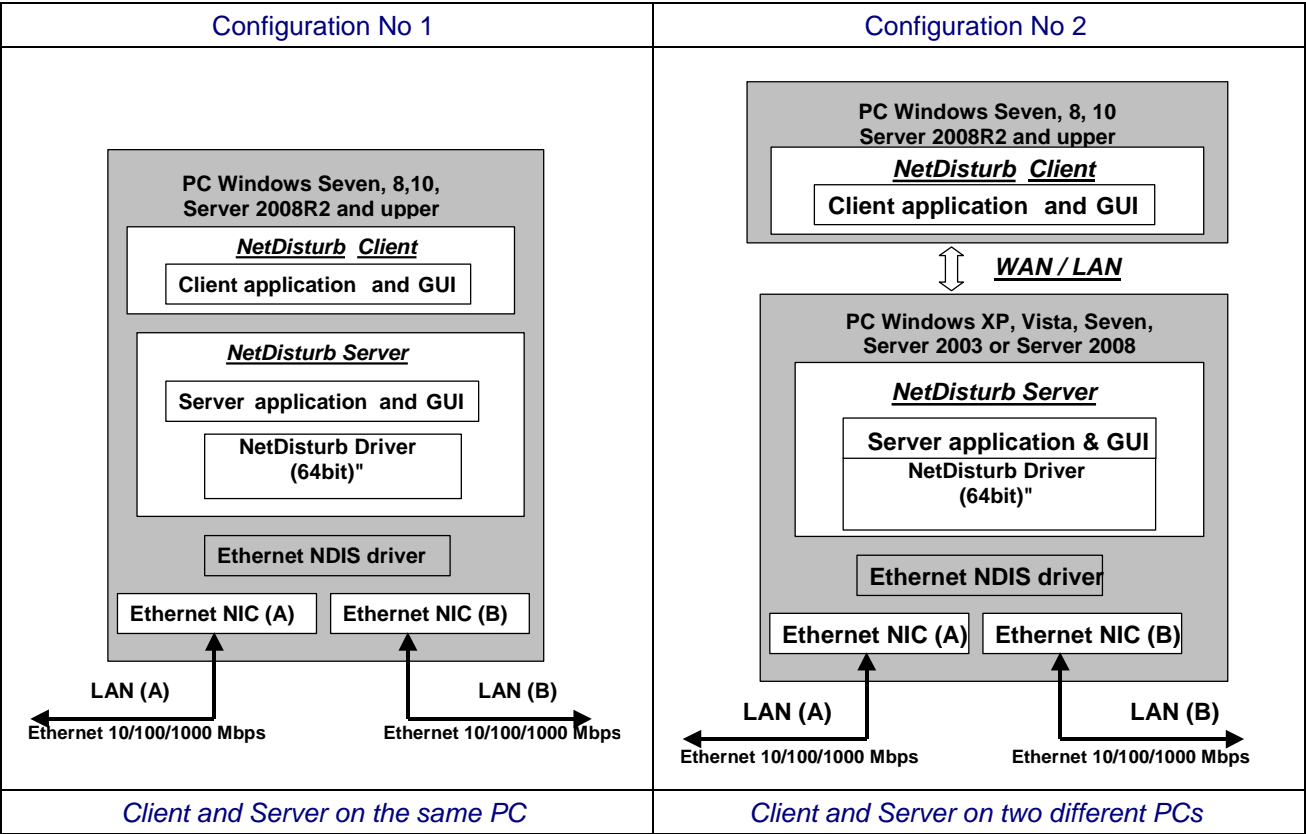 Configuration No 1
PC Windows Seven, 8,10,
Server 2008R2 and upper
NetDisturb Client
Client application and GUI
NetDisturb Server
Server application and GUI
NetDisturb Driver
(64bit)"
Ethernet NDIS driver
Ethernet NIC (A)
Ethernet NIC (B)
LAN (A)
LAN (B)
Ethernet 10/100/1000 Mbps
Ethernet 10/100/1000 Mbps
Client and Server on the same PC
Configuration No 2
PC Windows Seven, 8, 10
Server 2008R2 and upper
NetDisturb Client
Client application and GUI
WAN / LAN
PC Windows XP, Vista, Seven,
Server 2003 or Server 2008
NetDisturb Server
Server application & GUI
NetDisturb Driver
(64bit)"
Ethernet NDIS driver
Ethernet NIC (A)
Ethernet NIC (B)
LAN (A)
LAN (B)
Ethernet 10/100/1000 Mbps
Ethernet 10/100/1000 Mbps
Client and Server on two different PCs